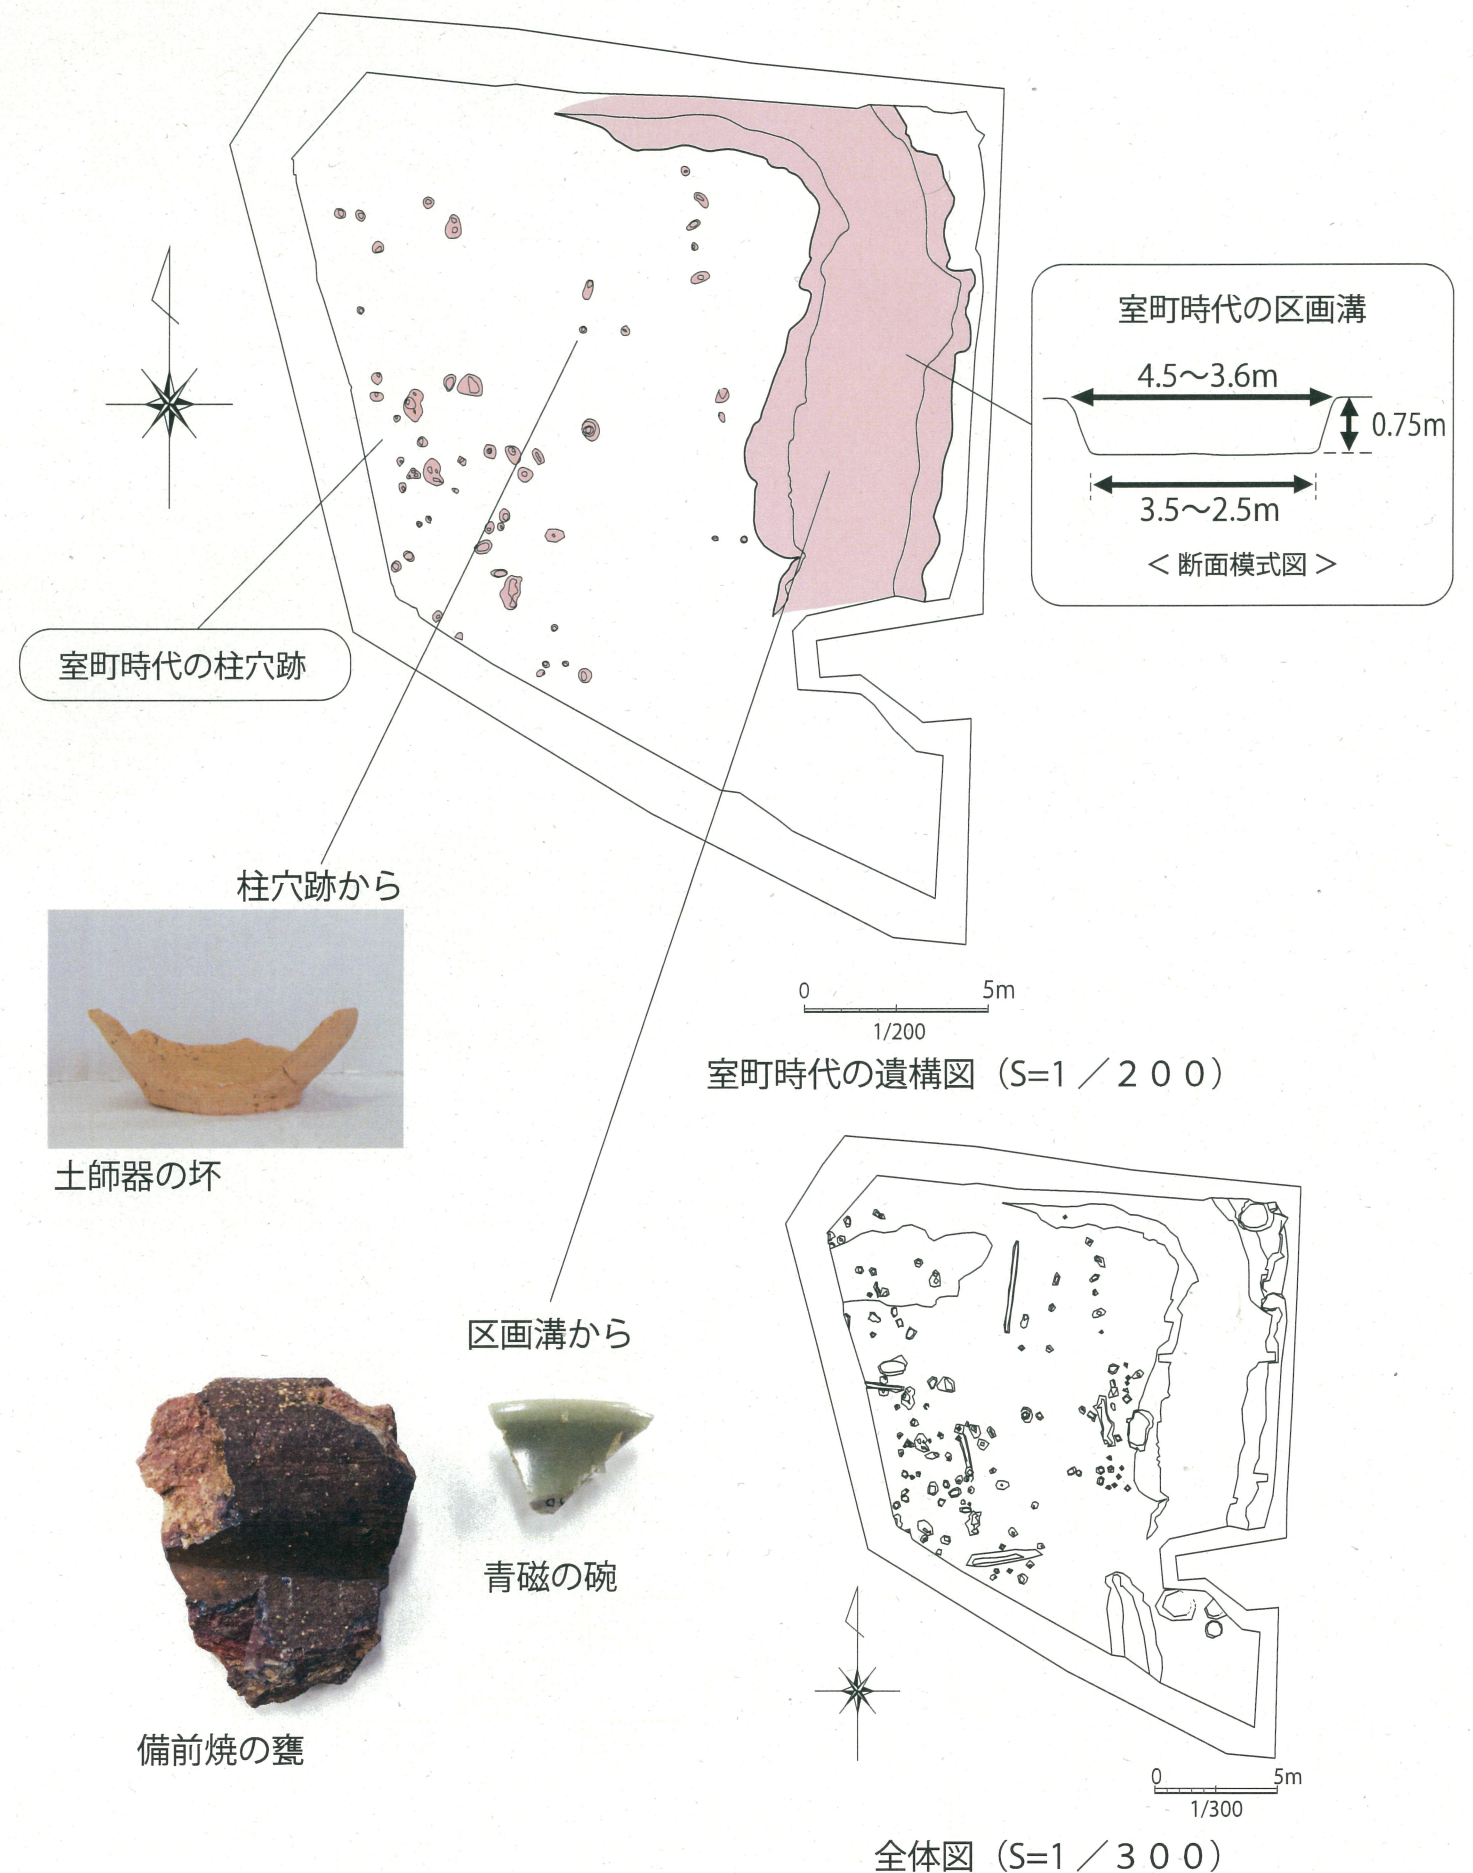 室町時代の区画溝
4.5～3.6m
0.75m
3.5～2.5m
＜断面模式図＞
室町時代の柱穴跡
柱穴跡から
土師器の坏
0 5m
1/200
室町時代の遺構図（S=1／２００）
区画溝から
青磁の碗
備前焼の甕
0 5m
1/300
全体図（S=1／３００）